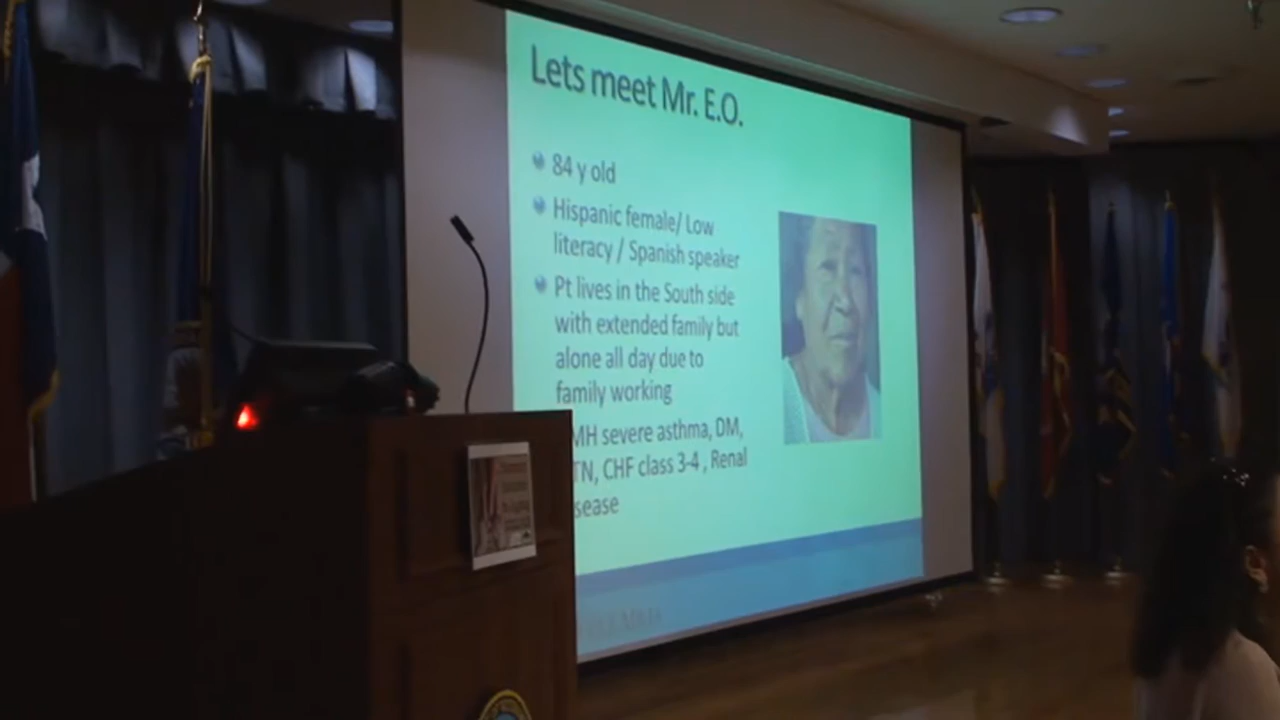 Lets meet Mr. E.O.
84 y old
Hispanic female/ Low
literacy / Spanish speaker
Pt lives in the South side
with extended family but
alone all day due to
family working
MH severe asthma, DM,
TN, CHF class 3-4 , Renal
sease